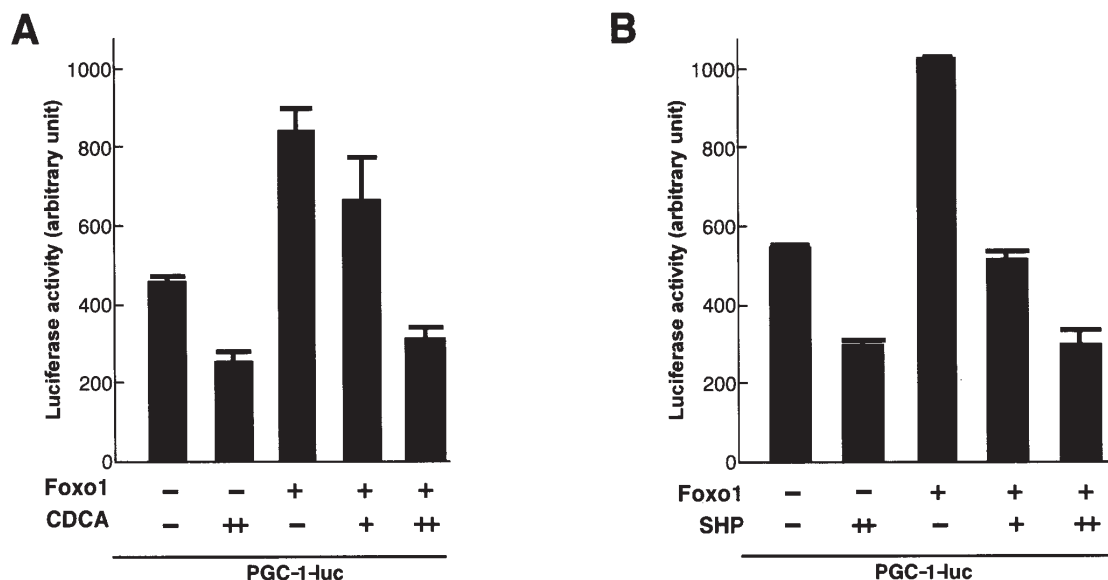 A
Luciferase activity (arbitrary unit)
1000
800
600
400
200
0
Foxo1 – – + + +
CDCA – ++ – + ++
PGC-1-luc
B
Luciferase activity (arbitrary unit)
1000
800
600
400
200
0
Foxo1 – – + + +
SHP – ++ – + ++
PGC-1-luc